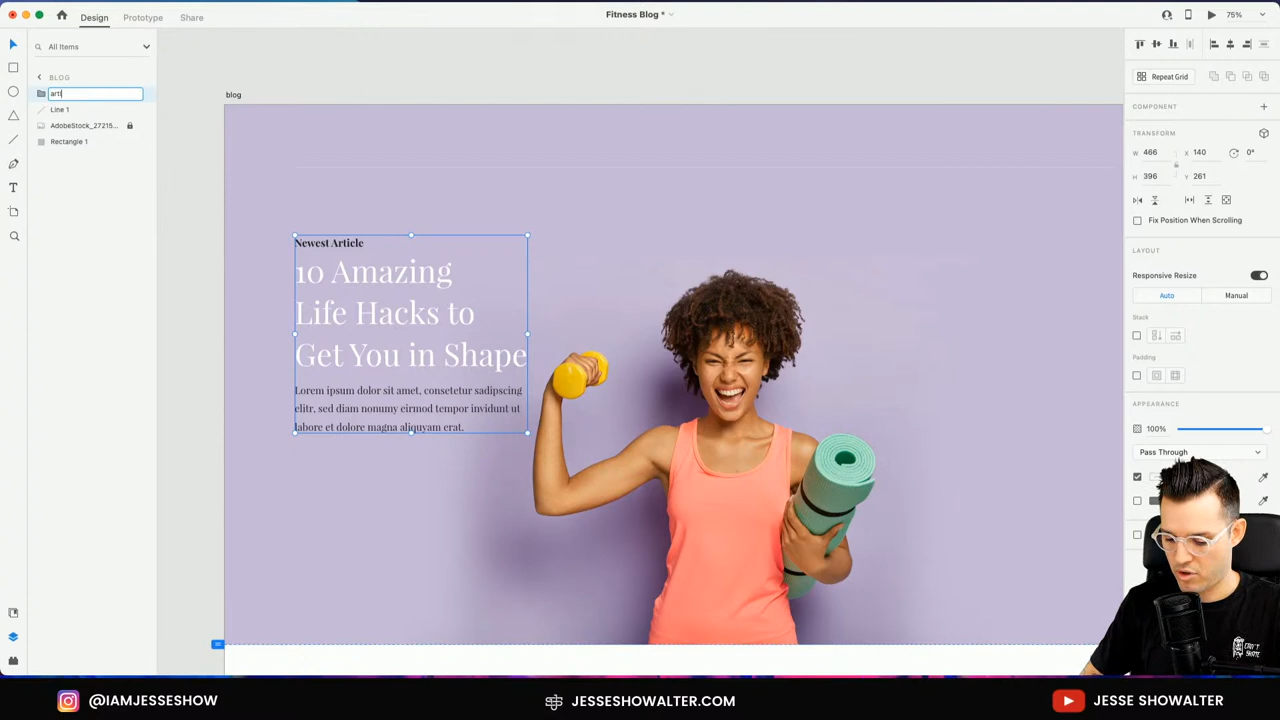 Design
Prototype
Share
Fitness Blog *
75%
All Items
BLOG
arti
Line 1
AdobeStock_27215...
Rectangle 1
blog
Newest Article
10 Amazing
Life Hacks to
Get You in Shape
Lorem ipsum dolor sit amet, consetetur sadipscing
elitr, sed diam nonumy eirmod tempor invidunt ut
labore et dolore magna aliquyam erat.
Repeat Grid
COMPONENT
TRANSFORM
W 466 X 140 0°
H 396 Y 261
Fix Position When Scrolling
LAYOUT
Responsive Resize
Auto Manual
Stack
Padding
APPEARANCE
100%
Pass Through
@IAMJESSESHOW
JESSESHOWALTER.COM
JESSE SHOWALTER